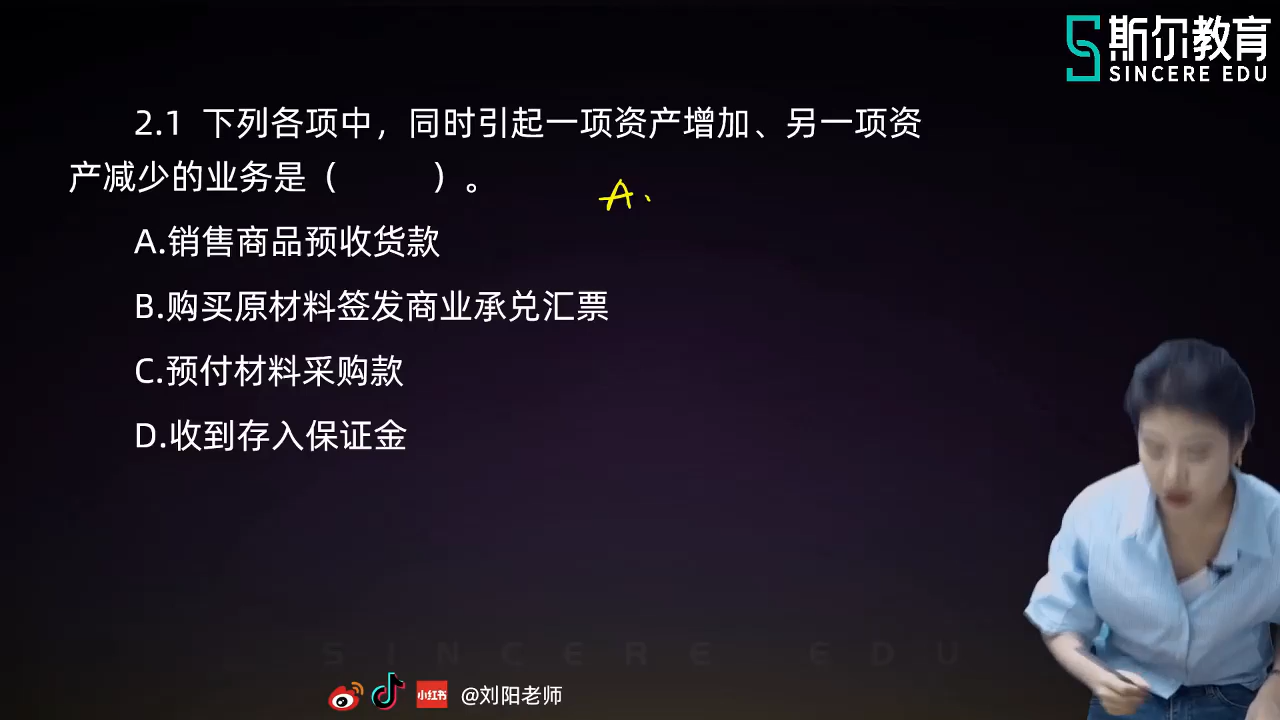 斯尔教育
SINCERE EDU
2.1 下列各项中，同时引起一项资产增加、另一项资
产减少的业务是（ ）。
A、
A.销售商品预收货款
B.购买原材料签发商业承兑汇票
C.预付材料采购款
D.收到存入保证金
SINCERE EDU
小红书 @刘阳老师